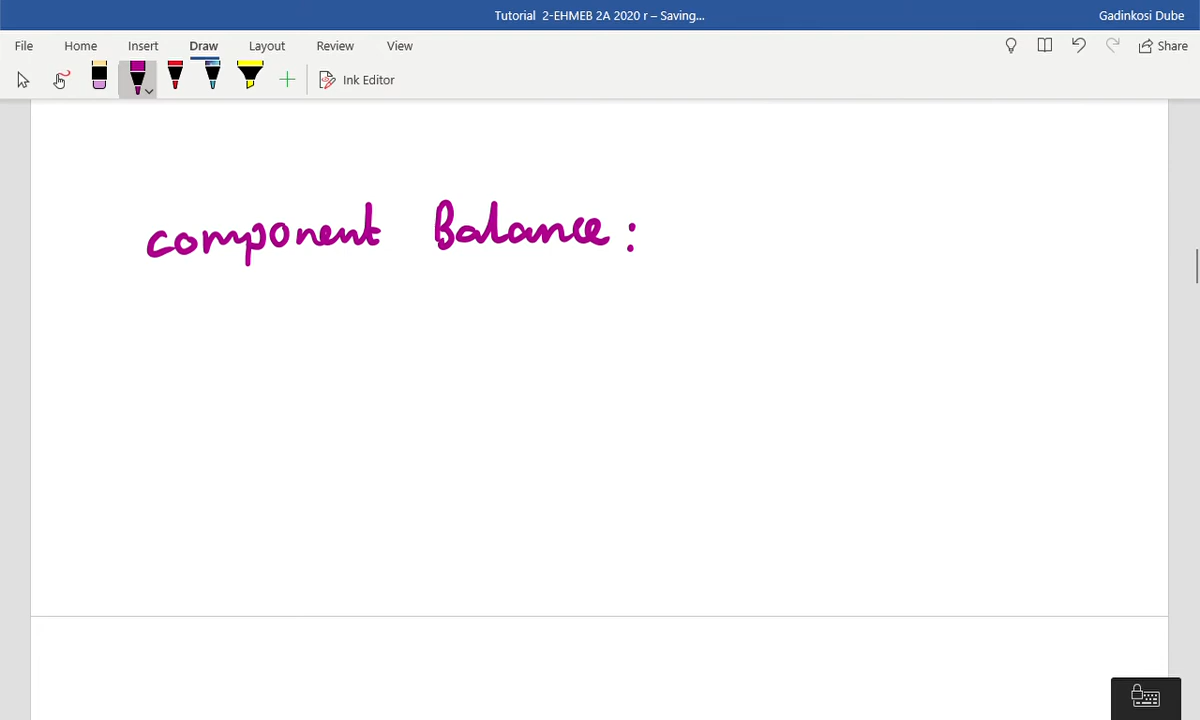 Tutorial 2-EHMEB 2A 2020 r – Saving...
Gadinkosi Dube
File Home Insert Draw Layout Review View
Share
Ink Editor
component Balance: